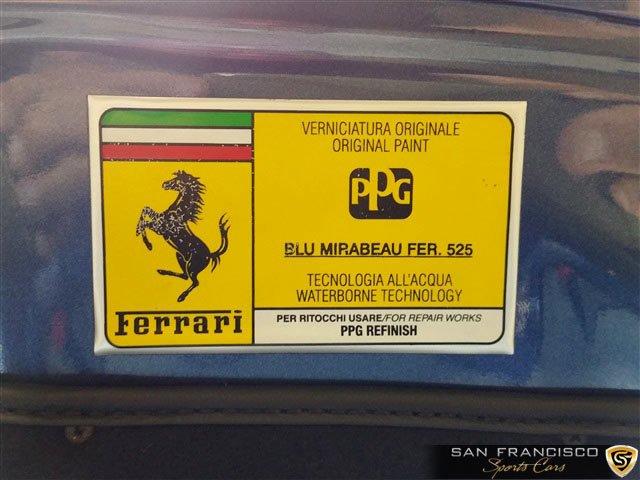 VERNICIATURA ORIGINALE
ORIGINAL PAINT
PPG
BLU MIRABEAU FER. 525
TECNOLOGIA ALL'ACQUA
WATERBORNE TECHNOLOGY
Ferrari
PER RITOCCHI USARE/FOR REPAIR WORKS
PPG REFINISH
SAN FRANCISCO
Sports Cars